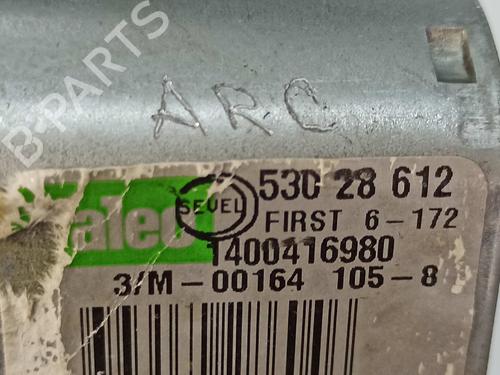 B-PARTS
ARC
valeo
SEVEL
530 28 612
FIRST 6-172
1400416980
3/M-00164 105-8